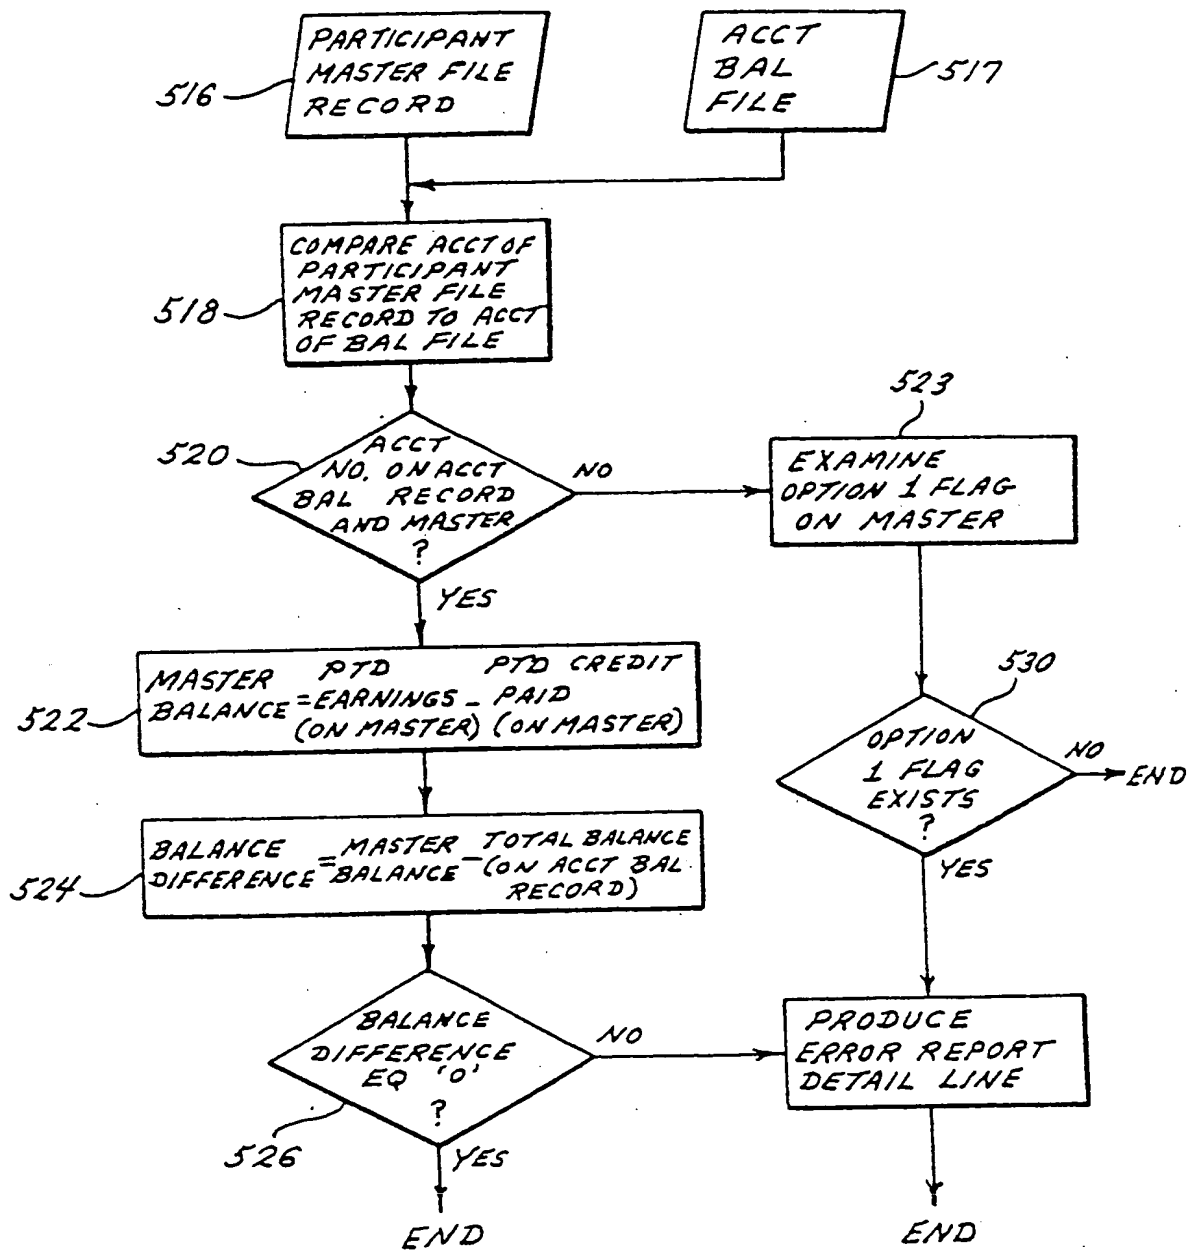 PARTICIPANT
MASTER FILE
RECORD
516
ACCT
BAL
FILE
517
COMPARE ACCT OF
PARTICIPANT
MASTER FILE
RECORD TO ACCT
OF BAL FILE
518
ACCT
NO. ON ACCT
BAL RECORD
AND MASTER
?
520
NO
YES
523
EXAMINE
OPTION 1 FLAG
ON MASTER
MASTER PTD PTD CREDIT
BALANCE = EARNINGS - PAID
(ON MASTER) (ON MASTER)
522
530
OPTION
1 FLAG
EXISTS
?
NO
END
YES
BALANCE = MASTER - TOTAL BALANCE
DIFFERENCE BALANCE (ON ACCT BAL
RECORD)
524
BALANCE
DIFFERENCE
EQ '0'
?
526
NO
YES
END
PRODUCE
ERROR REPORT
DETAIL LINE
END